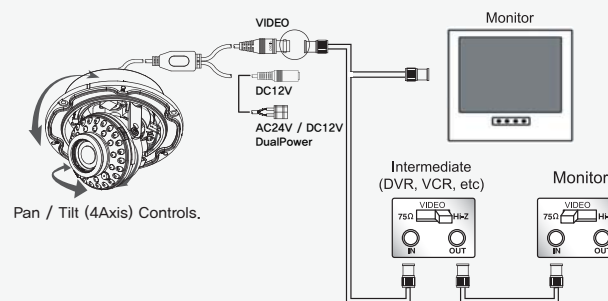 VIDEO
DC12V
AC24V / DC12V
DualPower
Monitor
Pan / Tilt (4Axis) Controls.
Intermediate
(DVR, VCR, etc)
VIDEO
75Ω Hi-Z
IN OUT
Monitor
VIDEO
75Ω
IN